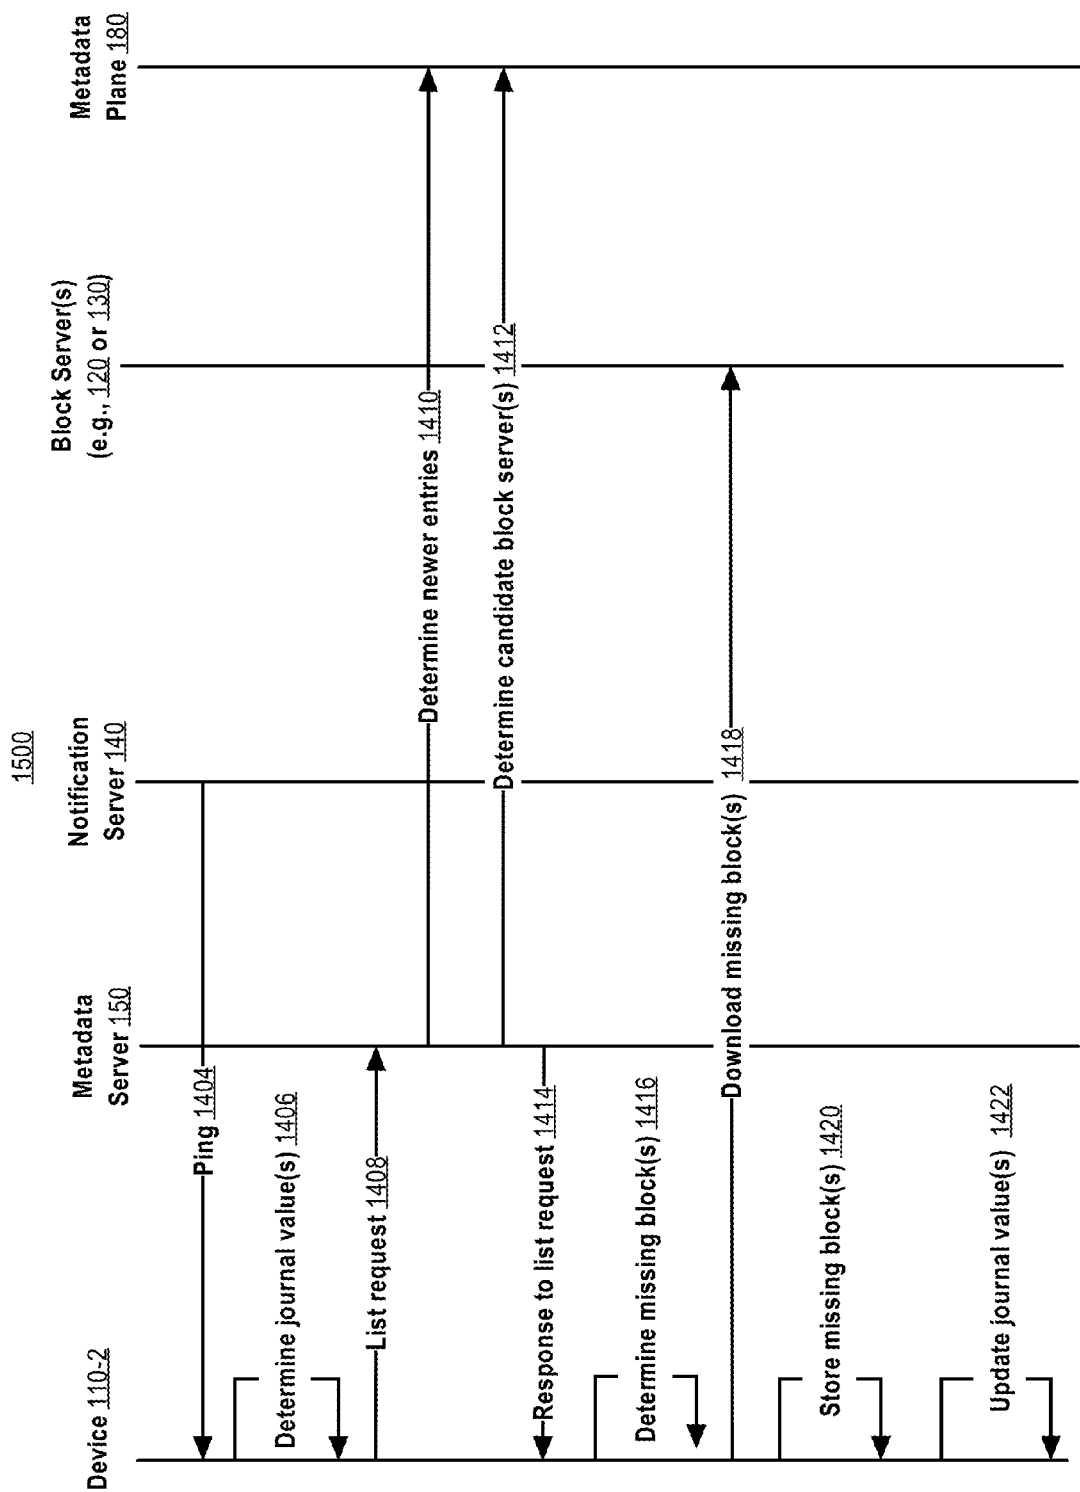 1500
Device 110-2
Metadata
Server 150
Notification
Server 140
Block Server(s)
(e.g., 120 or 130)
Metadata
Plane 180
Ping 1404
Determine journal value(s) 1406
List request 1408
Determine newer entries 1410
Determine candidate block server(s) 1412
Response to list request 1414
Determine missing block(s) 1416
Download missing block(s) 1418
Store missing block(s) 1420
Update journal value(s) 1422